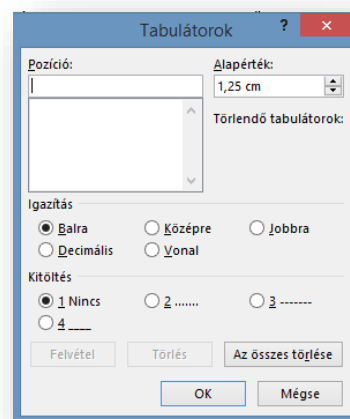 Tabulátorok ? ×
Pozíció: Alapérték:
1,25 cm
Törlendő tabulátorok:
Igazítás
Balra Középre Jobbra
Decimális Vonal
Kitöltés
1 Nincs 2 ....... 3 -------
4 ____
Felvétel Törlés Az összes törlése
OK Mégse